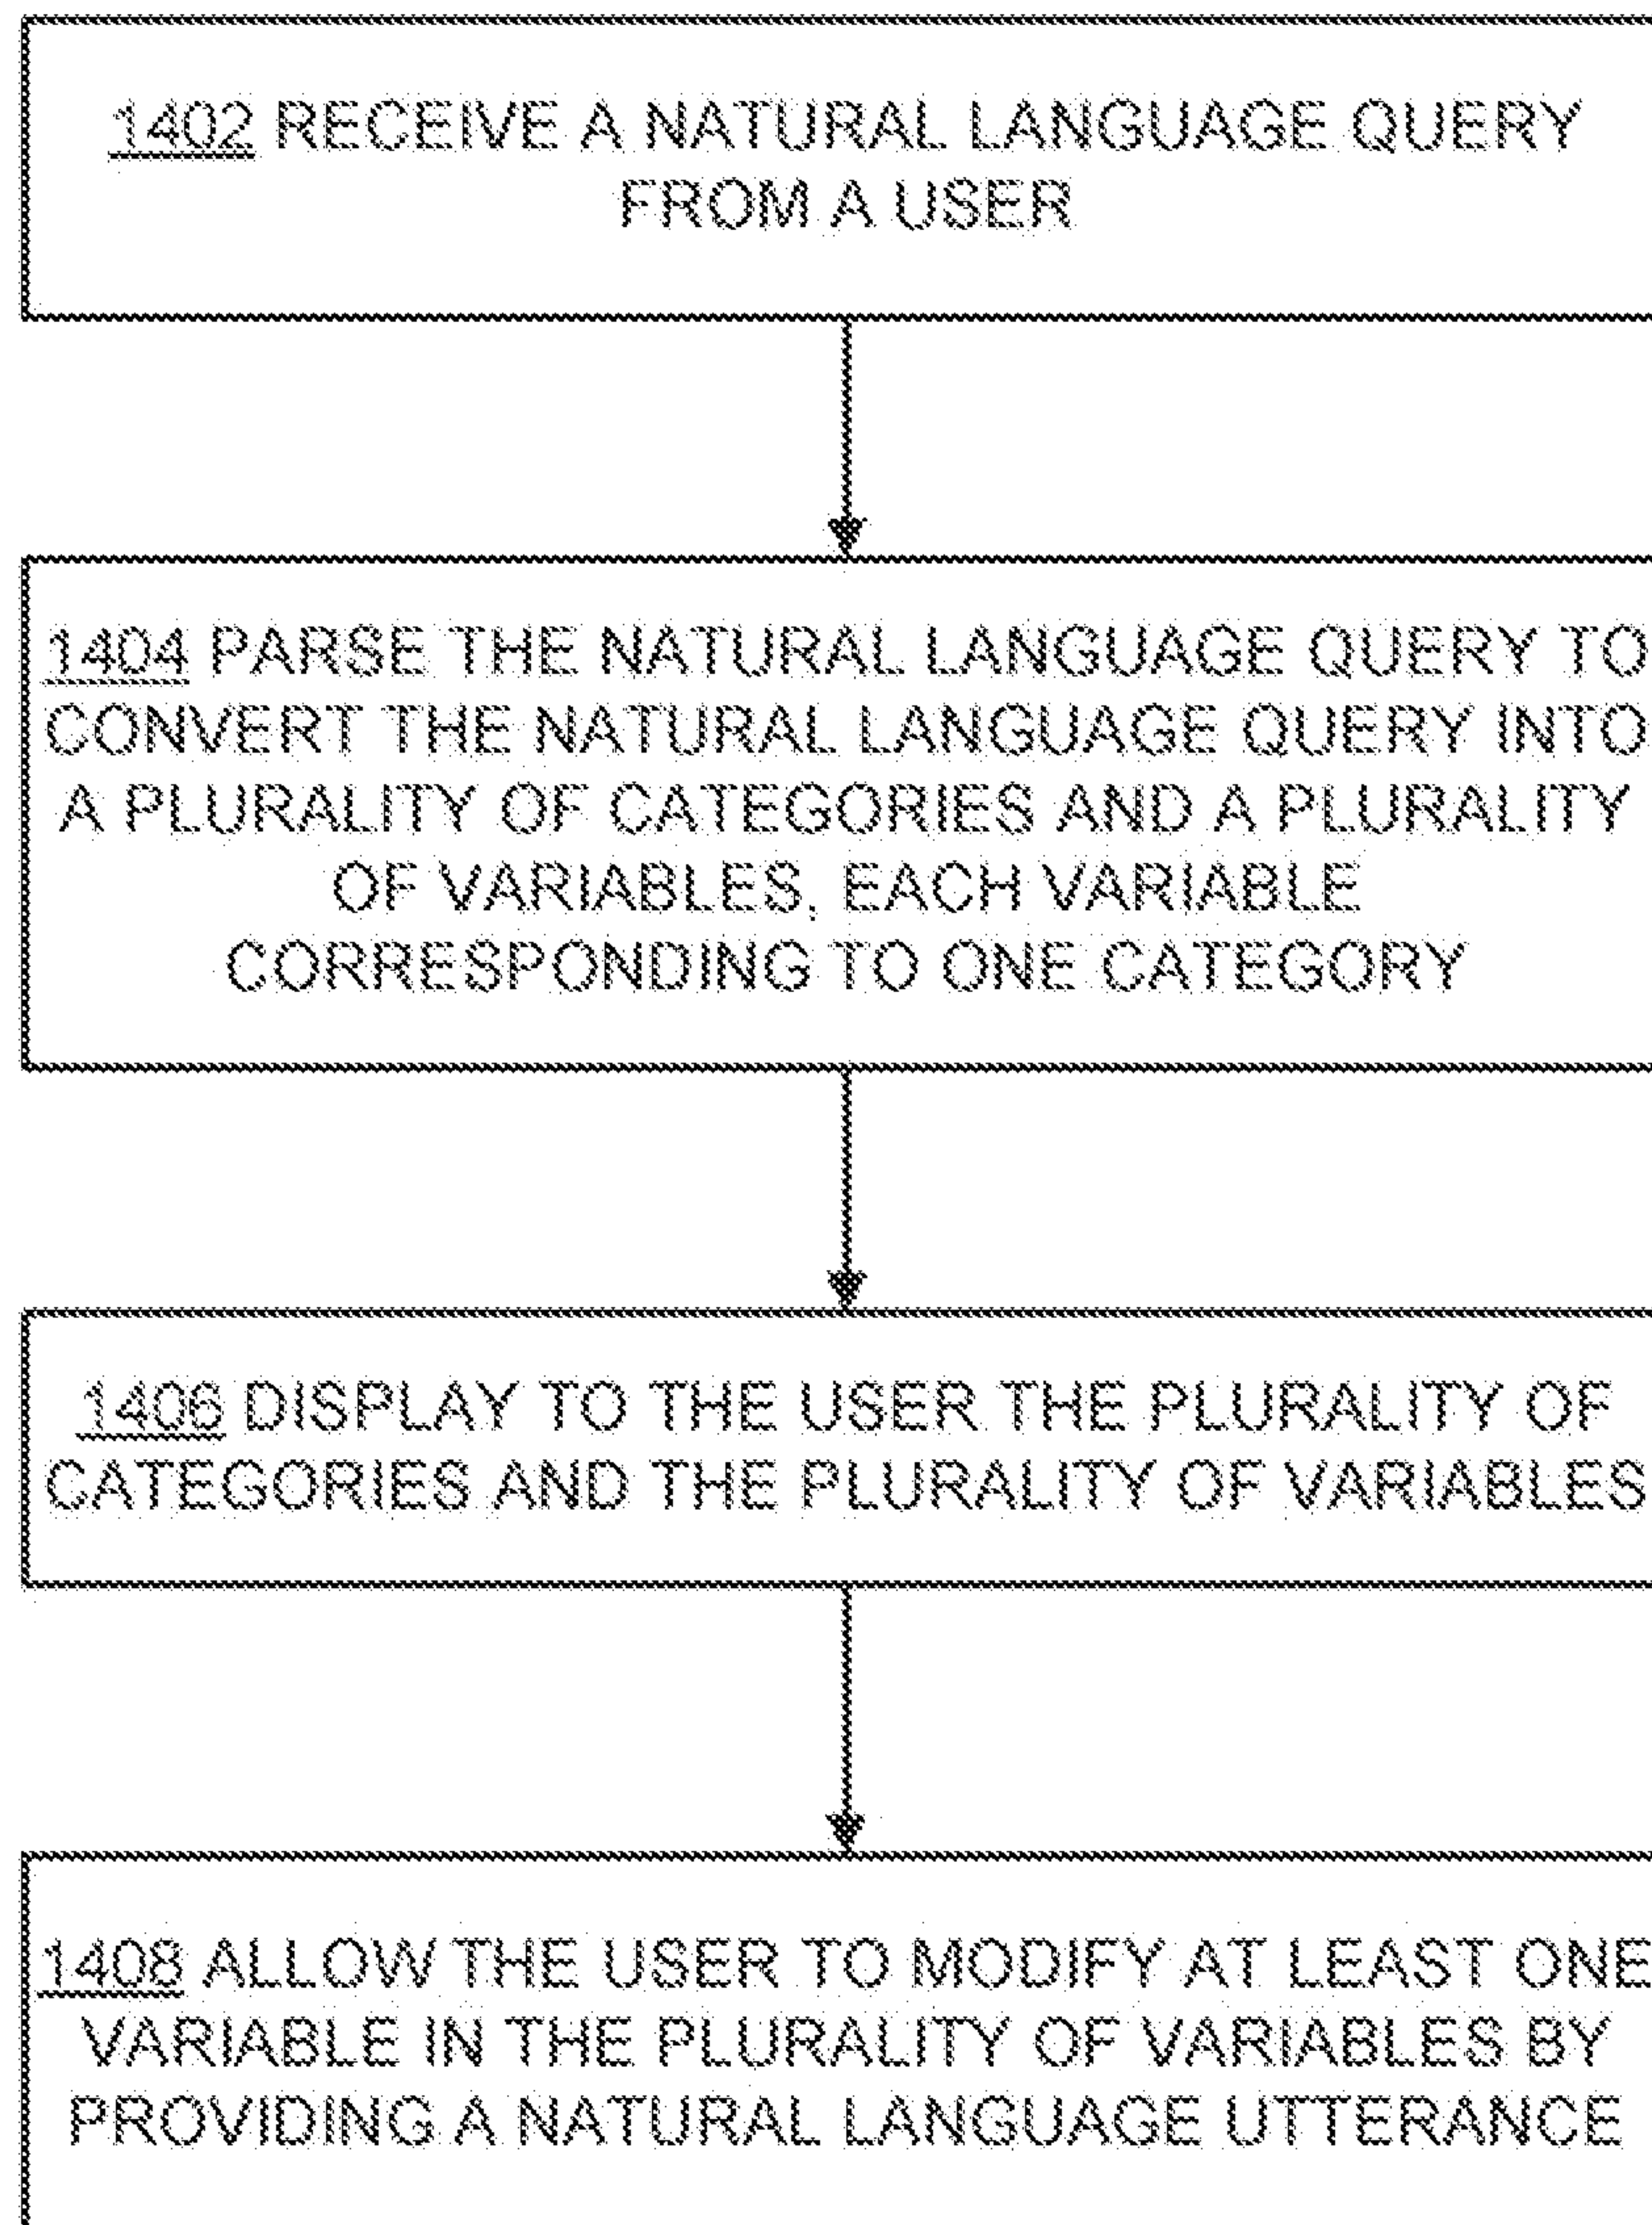 1402 RECEIVE A NATURAL LANGUAGE QUERY
FROM A USER
1404 PARSE THE NATURAL LANGUAGE QUERY TO
CONVERT THE NATURAL LANGUAGE QUERY INTO
A PLURALITY OF CATEGORIES AND A PLURALITY
OF VARIABLES, EACH VARIABLE
CORRESPONDING TO ONE CATEGORY
1406 DISPLAY TO THE USER THE PLURALITY OF
CATEGORIES AND THE PLURALITY OF VARIABLES
1408 ALLOW THE USER TO MODIFY AT LEAST ONE
VARIABLE IN THE PLURALITY OF VARIABLES BY
PROVIDING A NATURAL LANGUAGE UTTERANCE